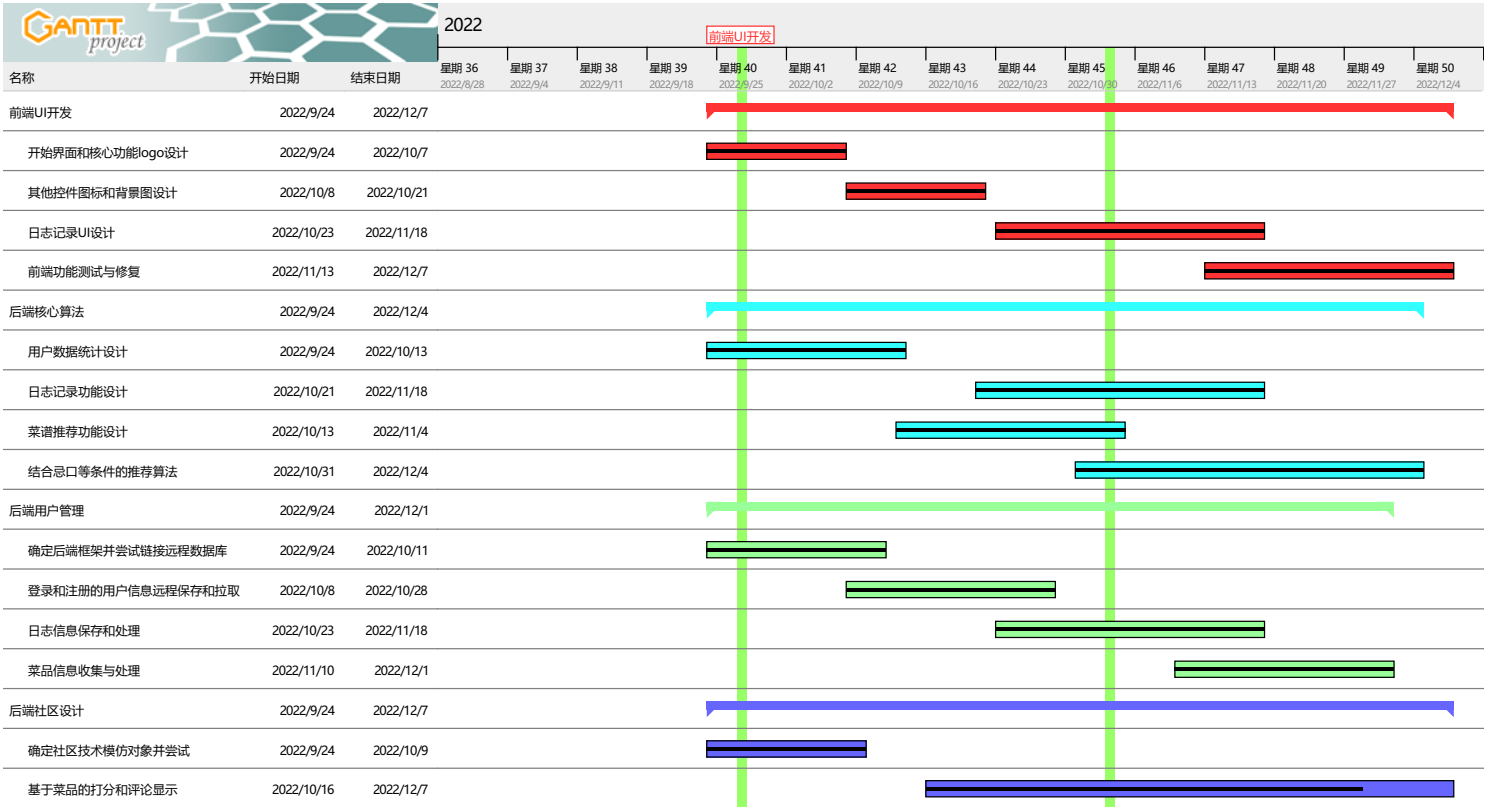 GANTT
project
2022
前端UI开发
名称 开始日期 结束日期
星期 36 星期 37 星期 38 星期 39 星期 40 星期 41 星期 42 星期 43 星期 44 星期 45 星期 46 星期 47 星期 48 星期 49 星期 50
2022/8/28 2022/9/4 2022/9/11 2022/9/18 2022/9/25 2022/10/2 2022/10/9 2022/10/16 2022/10/23 2022/10/30 2022/11/6 2022/11/13 2022/11/20 2022/11/27 2022/12/4
前端UI开发 2022/9/24 2022/12/7
开始界面和核心功能logo设计 2022/9/24 2022/10/7
其他控件图标和背景图设计 2022/10/8 2022/10/21
日志记录UI设计 2022/10/23 2022/11/18
前端功能测试与修复 2022/11/13 2022/12/7
后端核心算法 2022/9/24 2022/12/4
用户数据统计设计 2022/9/24 2022/10/13
日志记录功能设计 2022/10/21 2022/11/18
菜谱推荐功能设计 2022/10/13 2022/11/4
结合忌口等条件的推荐算法 2022/10/31 2022/12/4
后端用户管理 2022/9/24 2022/12/1
确定后端框架并尝试链接远程数据库 2022/9/24 2022/10/11
登录和注册的用户信息远程保存和拉取 2022/10/8 2022/10/28
日志信息保存和处理 2022/10/23 2022/11/18
菜品信息收集与处理 2022/11/10 2022/12/1
后端社区设计 2022/9/24 2022/12/7
确定社区技术模仿对象并尝试 2022/9/24 2022/10/9
基于菜品的打分和评论显示 2022/10/16 2022/12/7